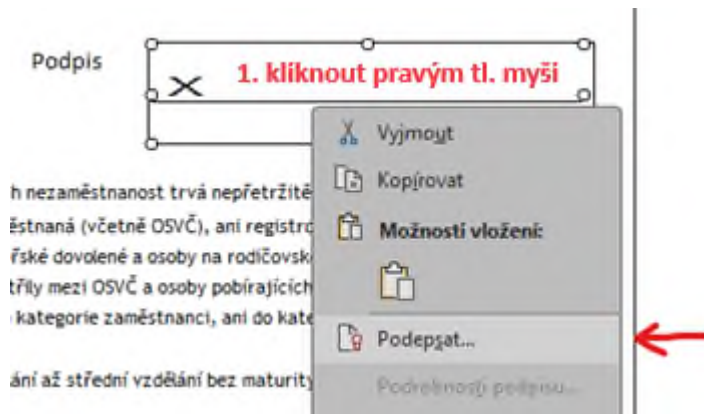 Podpis
1. kliknout pravým tl. myši
Vyjmout
h nezaměstnanost trvá nepřetržitě
Kopírovat
ěstnaná (včetně OSVČ), ani registro
Možnosti vložení:
řské dovolené a osoby na rodičovsk
třily mezi OSVČ a osoby pobírajících
kategorie zaměstnanci, ani do kate
Podepsat...
ání až střední vzdělání bez maturity
Podrobnosti podpisu...